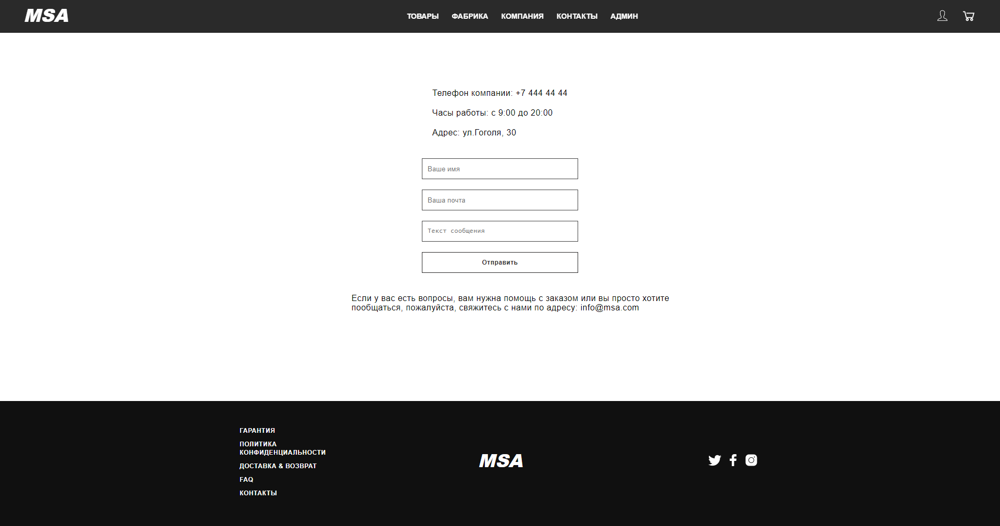 MSA
ТОВАРЫ ФАБРИКА КОМПАНИЯ КОНТАКТЫ АДМИН
Телефон компании: +7 444 44 44
Часы работы: с 9:00 до 20:00
Адрес: ул.Гоголя, 30
Ваше имя
Ваша почта
Текст сообщения
Отправить
Если у вас есть вопросы, вам нужна помощь с заказом или вы просто хотите
пообщаться, пожалуйста, свяжитесь с нами по адресу: info@msa.com
ГАРАНТИЯ
ПОЛИТИКА
КОНФИДЕНЦИАЛЬНОСТИ
ДОСТАВКА & ВОЗВРАТ
FAQ
КОНТАКТЫ
MSA